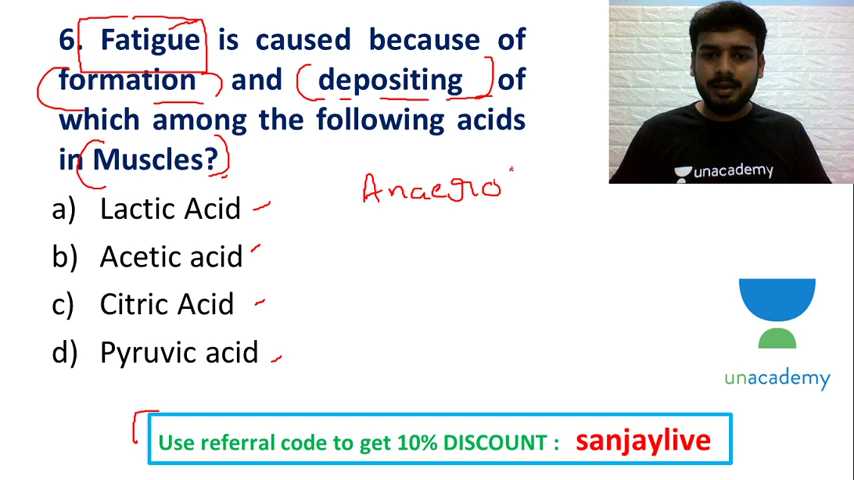 6. Fatigue is caused because of
formation and depositing of
which among the following acids
in Muscles?
Anaero
a) Lactic Acid
b) Acetic acid
c) Citric Acid
d) Pyruvic acid
unacademy
unacademy
Use referral code to get 10% DISCOUNT : sanjaylive